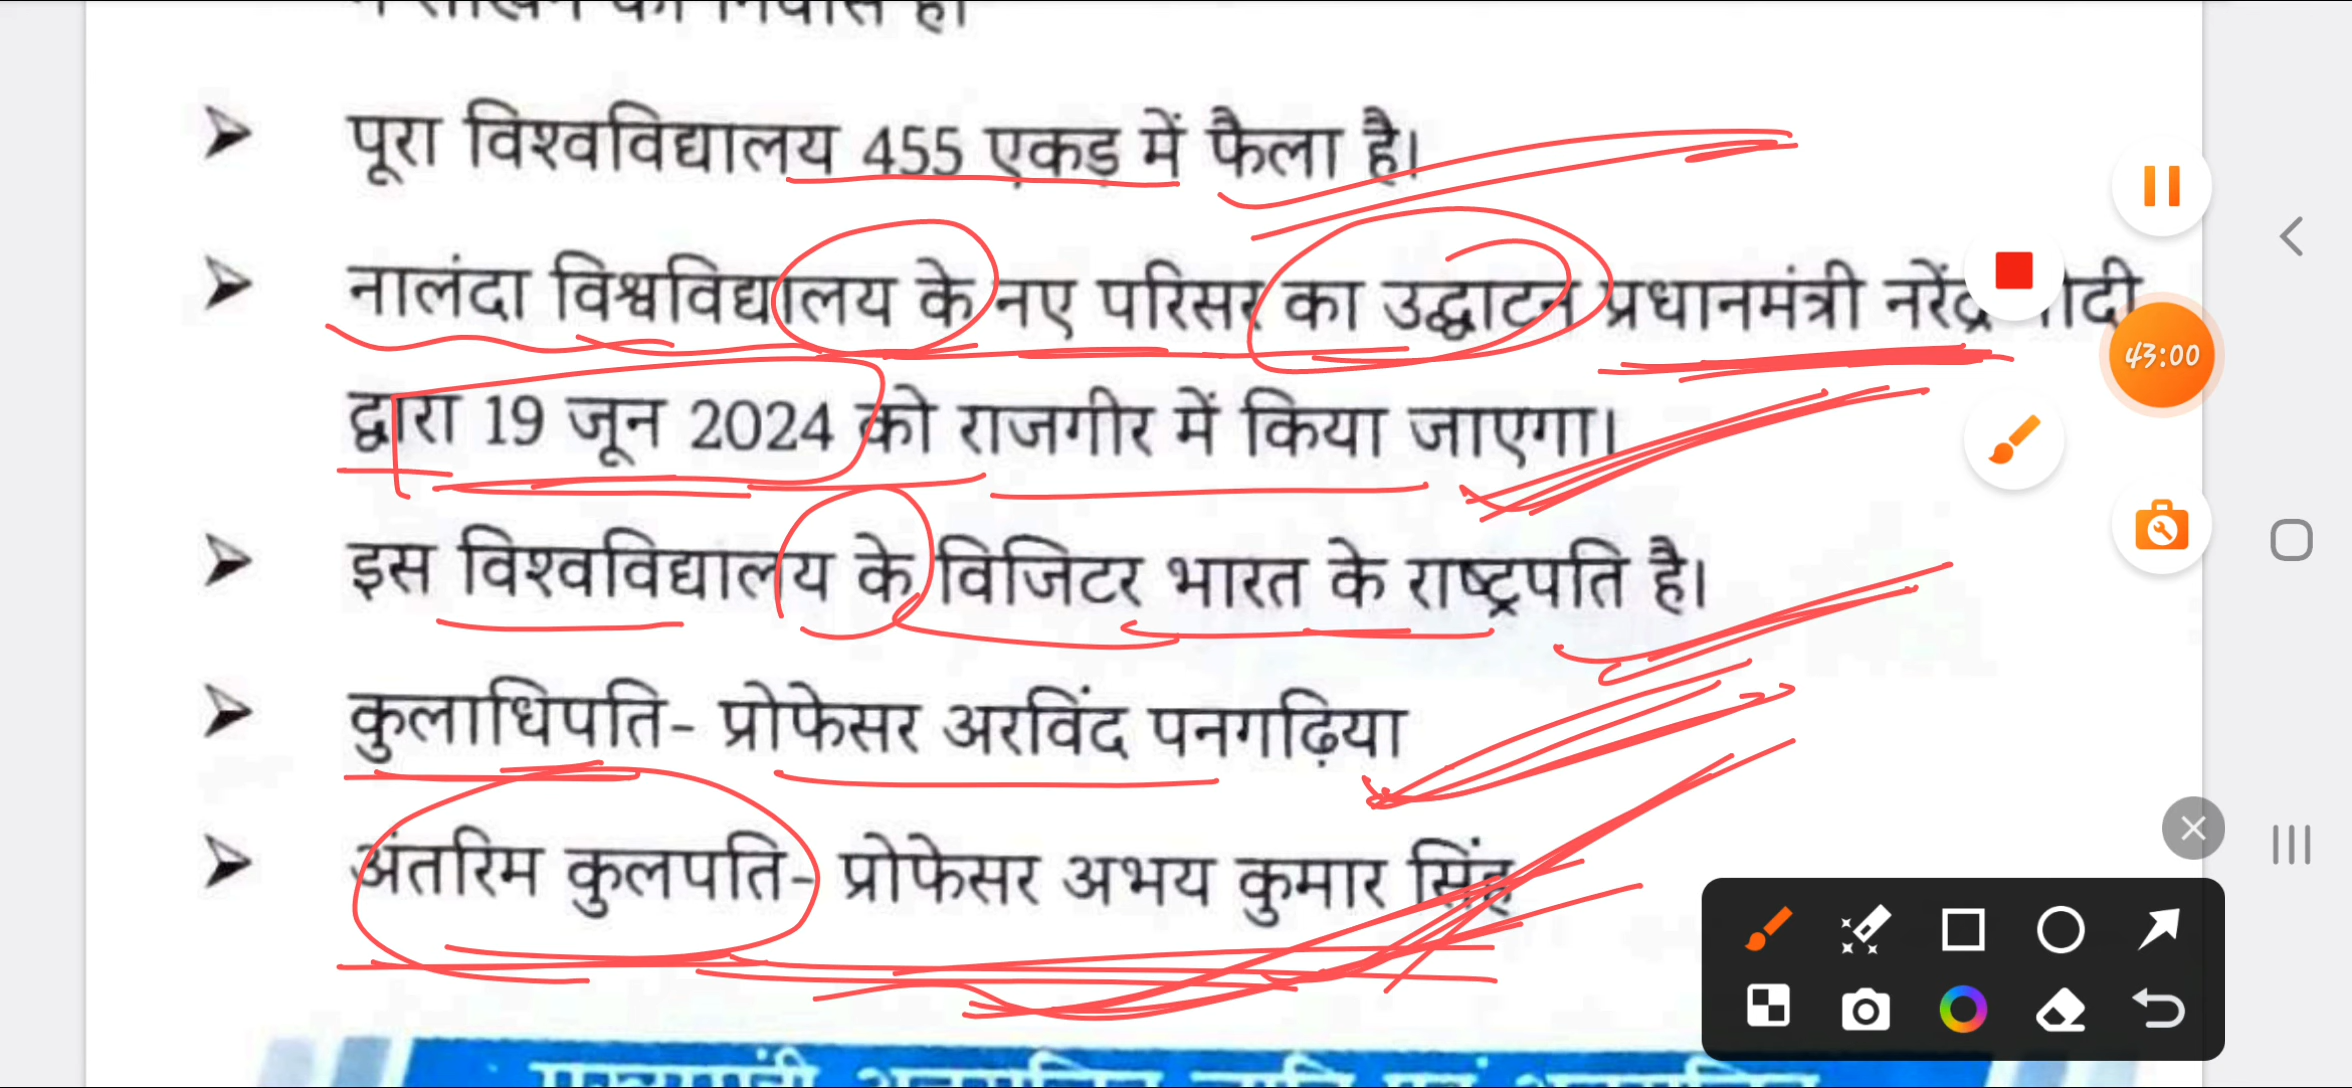 पूरा विश्वविद्यालय 455 एकड़ में फैला है।
नालंदा विश्वविद्यालय के नए परिसर का उद्घाटन प्रधानमंत्री नरेंद्र
द्वारा 19 जून 2024 को राजगीर में किया जाएगा।
इस विश्वविद्यालय के विजिटर भारत के राष्ट्रपति है।
कुलाधिपति- प्रोफेसर अरविंद पनगढ़िया
अंतरिम कुलपति- प्रोफेसर अभय कुमार सिंह
43:00